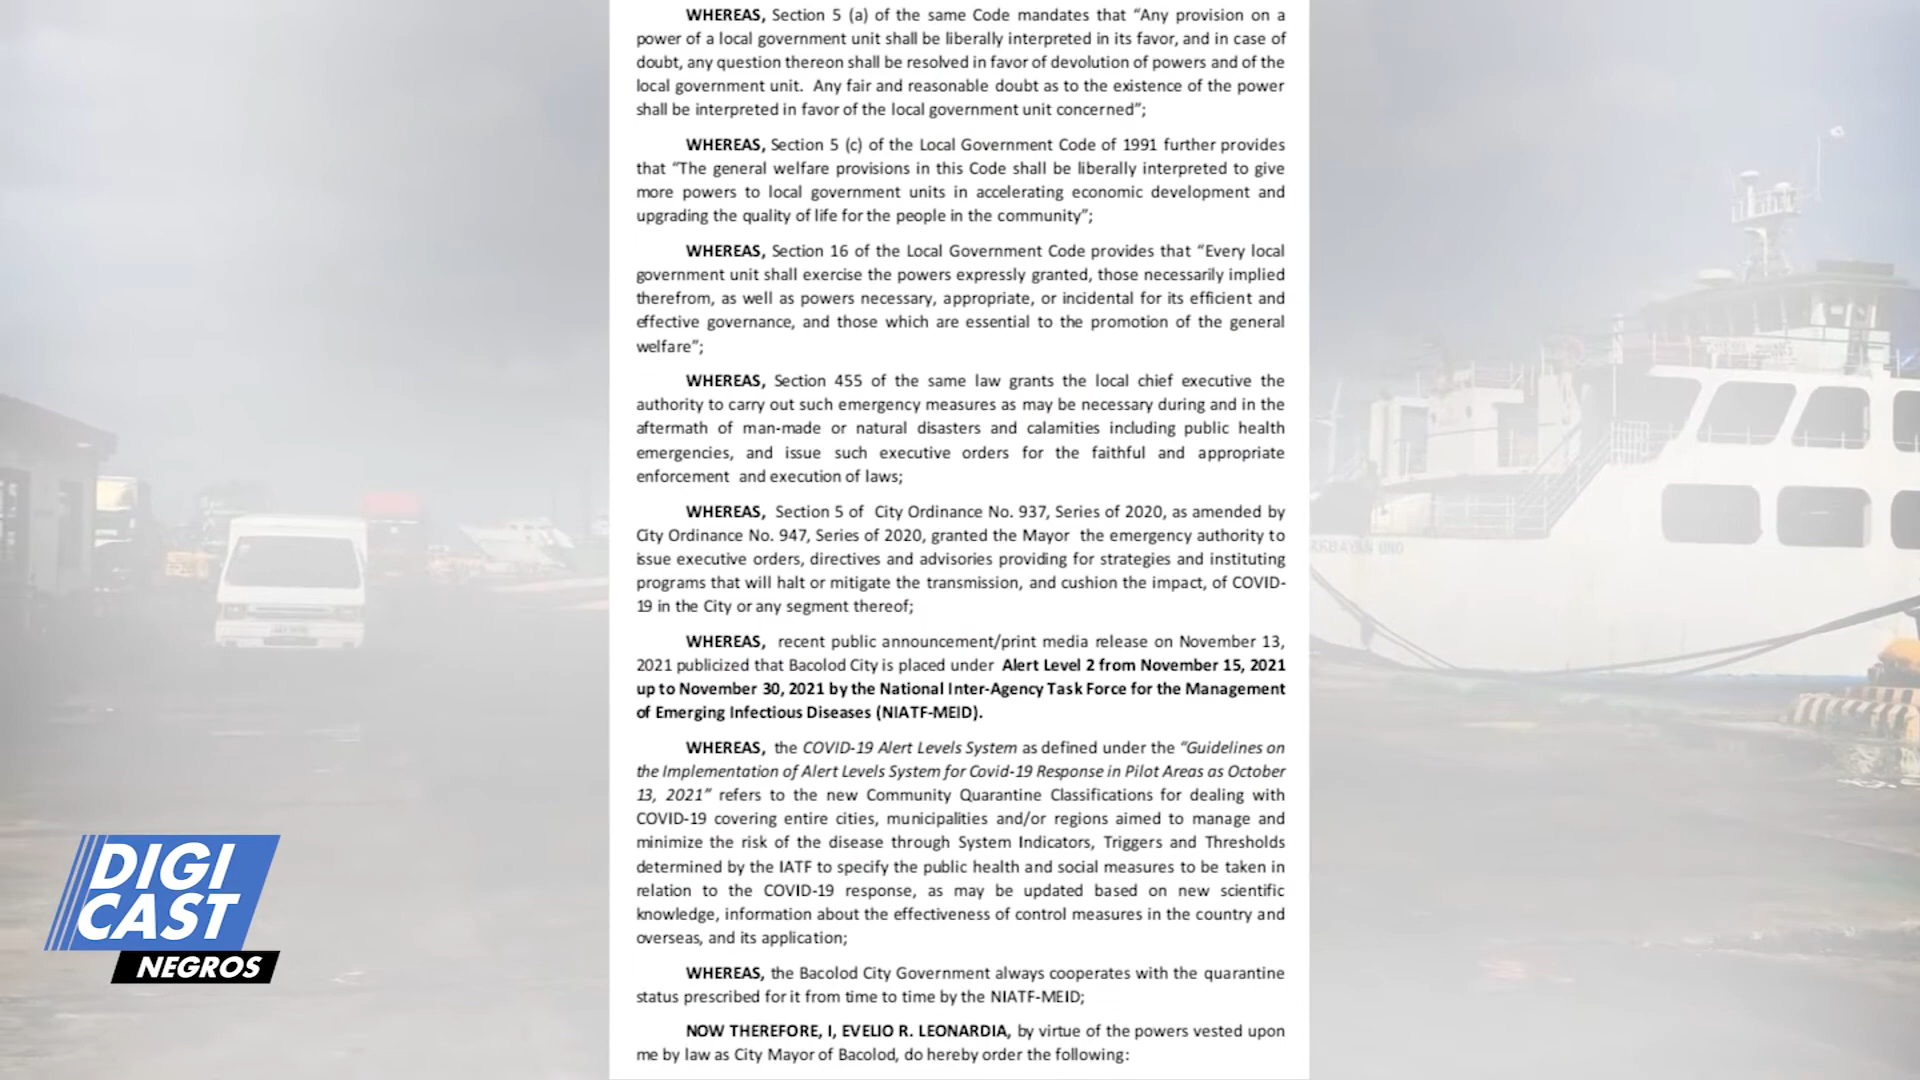 WHEREAS, Section 5 (a) of the same Code mandates that “Any provision on a
power of a local government unit shall be liberally interpreted in its favor, and in case of
doubt, any question thereon shall be resolved in favor of devolution of powers and of the
local government unit. Any fair and reasonable doubt as to the existence of the power
shall be interpreted in favor of the local government unit concerned”;
WHEREAS, Section 5 (c) of the Local Government Code of 1991 further provides
that “The general welfare provisions in this Code shall be liberally interpreted to give
more powers to local government units in accelerating economic development and
upgrading the quality of life for the people in the community”;
WHEREAS, Section 16 of the Local Government Code provides that “Every local
government unit shall exercise the powers expressly granted, those necessarily implied
therefrom, as well as powers necessary, appropriate, or incidental for its efficient and
effective governance, and those which are essential to the promotion of the general
welfare”;
WHEREAS, Section 455 of the same law grants the local chief executive the
authority to carry out such emergency measures as may be necessary during and in the
aftermath of man-made or natural disasters and calamities including public health
emergencies, and issue such executive orders for the faithful and appropriate
enforcement and execution of laws;
WHEREAS, Section 5 of City Ordinance No. 937, Series of 2020, as amended by
City Ordinance No. 947, Series of 2020, granted the Mayor the emergency authority to
issue executive orders, directives and advisories providing for strategies and instituting
programs that will halt or mitigate the transmission, and cushion the impact, of COVID-
19 in the City or any segment thereof;
WHEREAS, recent public announcement/print media release on November 13,
2021 publicized that Bacolod City is placed under Alert Level 2 from November 15, 2021
up to November 30, 2021 by the National Inter-Agency Task Force for the Management
of Emerging Infectious Diseases (NIATF-MEID).
WHEREAS, the COVID-19 Alert Levels System as defined under the “Guidelines on
the Implementation of Alert Levels System for Covid-19 Response in Pilot Areas as October
13, 2021” refers to the new Community Quarantine Classifications for dealing with
COVID-19 covering entire cities, municipalities and/or regions aimed to manage and
minimize the risk of the disease through System Indicators, Triggers and Thresholds
determined by the IATF to specify the public health and social measures to be taken in
relation to the COVID-19 response, as may be updated based on new scientific
knowledge, information about the effectiveness of control measures in the country and
overseas, and its application;
WHEREAS, the Bacolod City Government always cooperates with the quarantine
status prescribed for it from time to time by the NIATF-MEID;
NOW THEREFORE, I, EVELIO R. LEONARDIA, by virtue of the powers vested upon
me by law as City Mayor of Bacolod, do hereby order the following:
DIGI
CAST
NEGROS